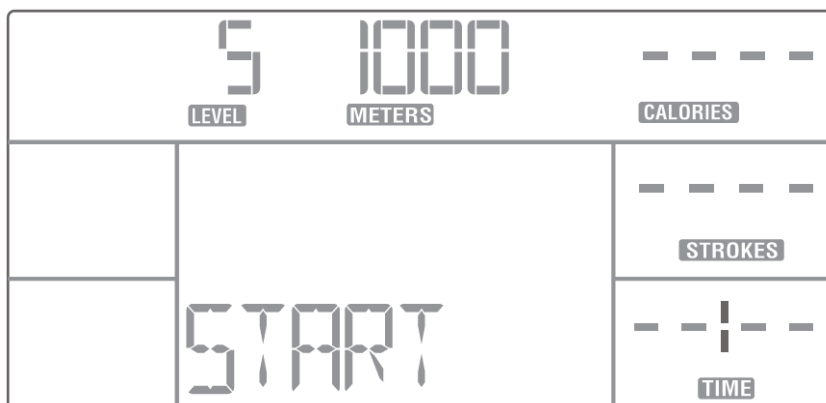 5 1000 - - - -
LEVEL METERS CALORIES
- - - -
STROKES
START - -:- -
TIME